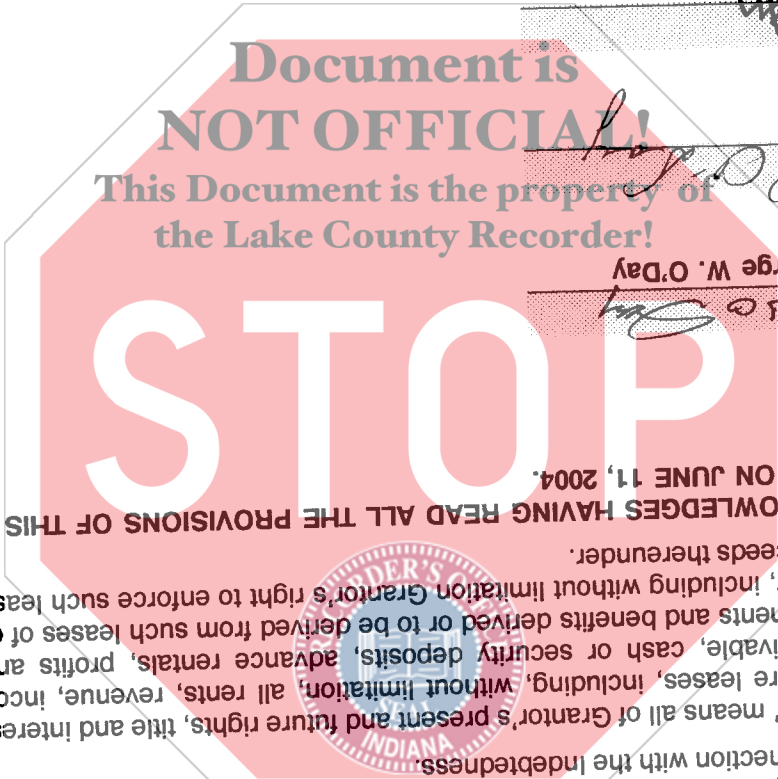 Document is
NOT OFFICIAL!
This Document is the property of
the Lake County Recorder!
STOP
SEAL
INDIANA
nection with the Indebtedness.
means all of Grantor's present and future rights, title and interes
re leases, including, without limitation, all rents, revenue, inco
ivable, cash or security deposits, advance rentals, profits an
ents and benefits derived or to be derived from such leases of
, including without limitation Grantor's right to enforce such leas
eeds thereunder.
OWLEDGES HAVING READ ALL THE PROVISIONS OF THIS
ON JUNE 11, 2004.
rge W. O'Day